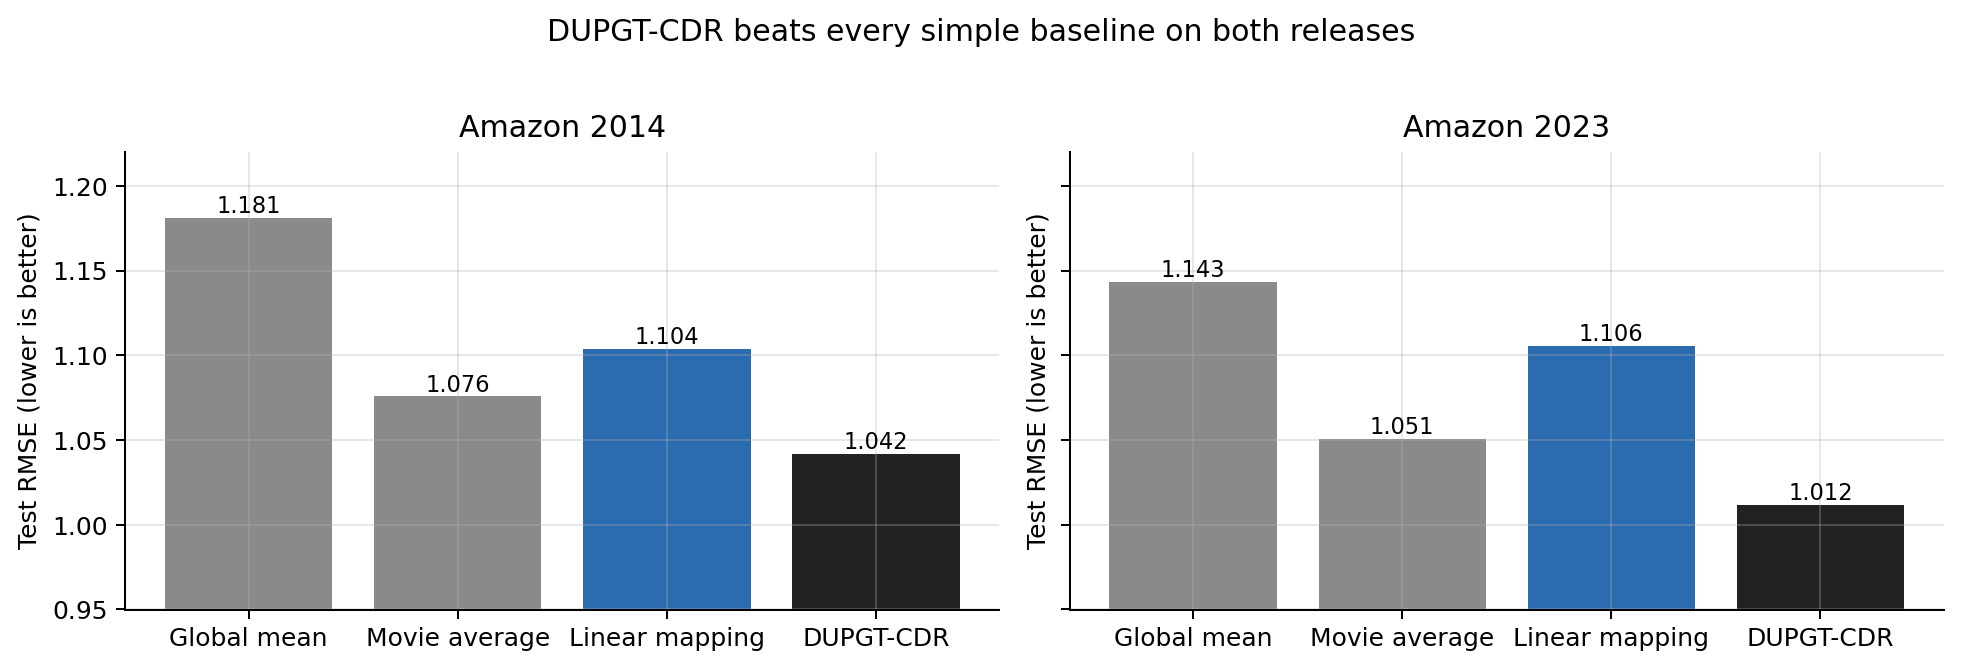 DUPGT-CDR beats every simple baseline on both releases
Amazon 2014
Test RMSE (lower is better)
1.20
1.15
1.10
1.05
1.00
0.95
1.181
1.076
1.104
1.042
Global mean
Movie average
Linear mapping
DUPGT-CDR
Amazon 2023
Test RMSE (lower is better)
1.143
1.051
1.106
1.012
Global mean
Movie average
Linear mapping
DUPGT-CDR